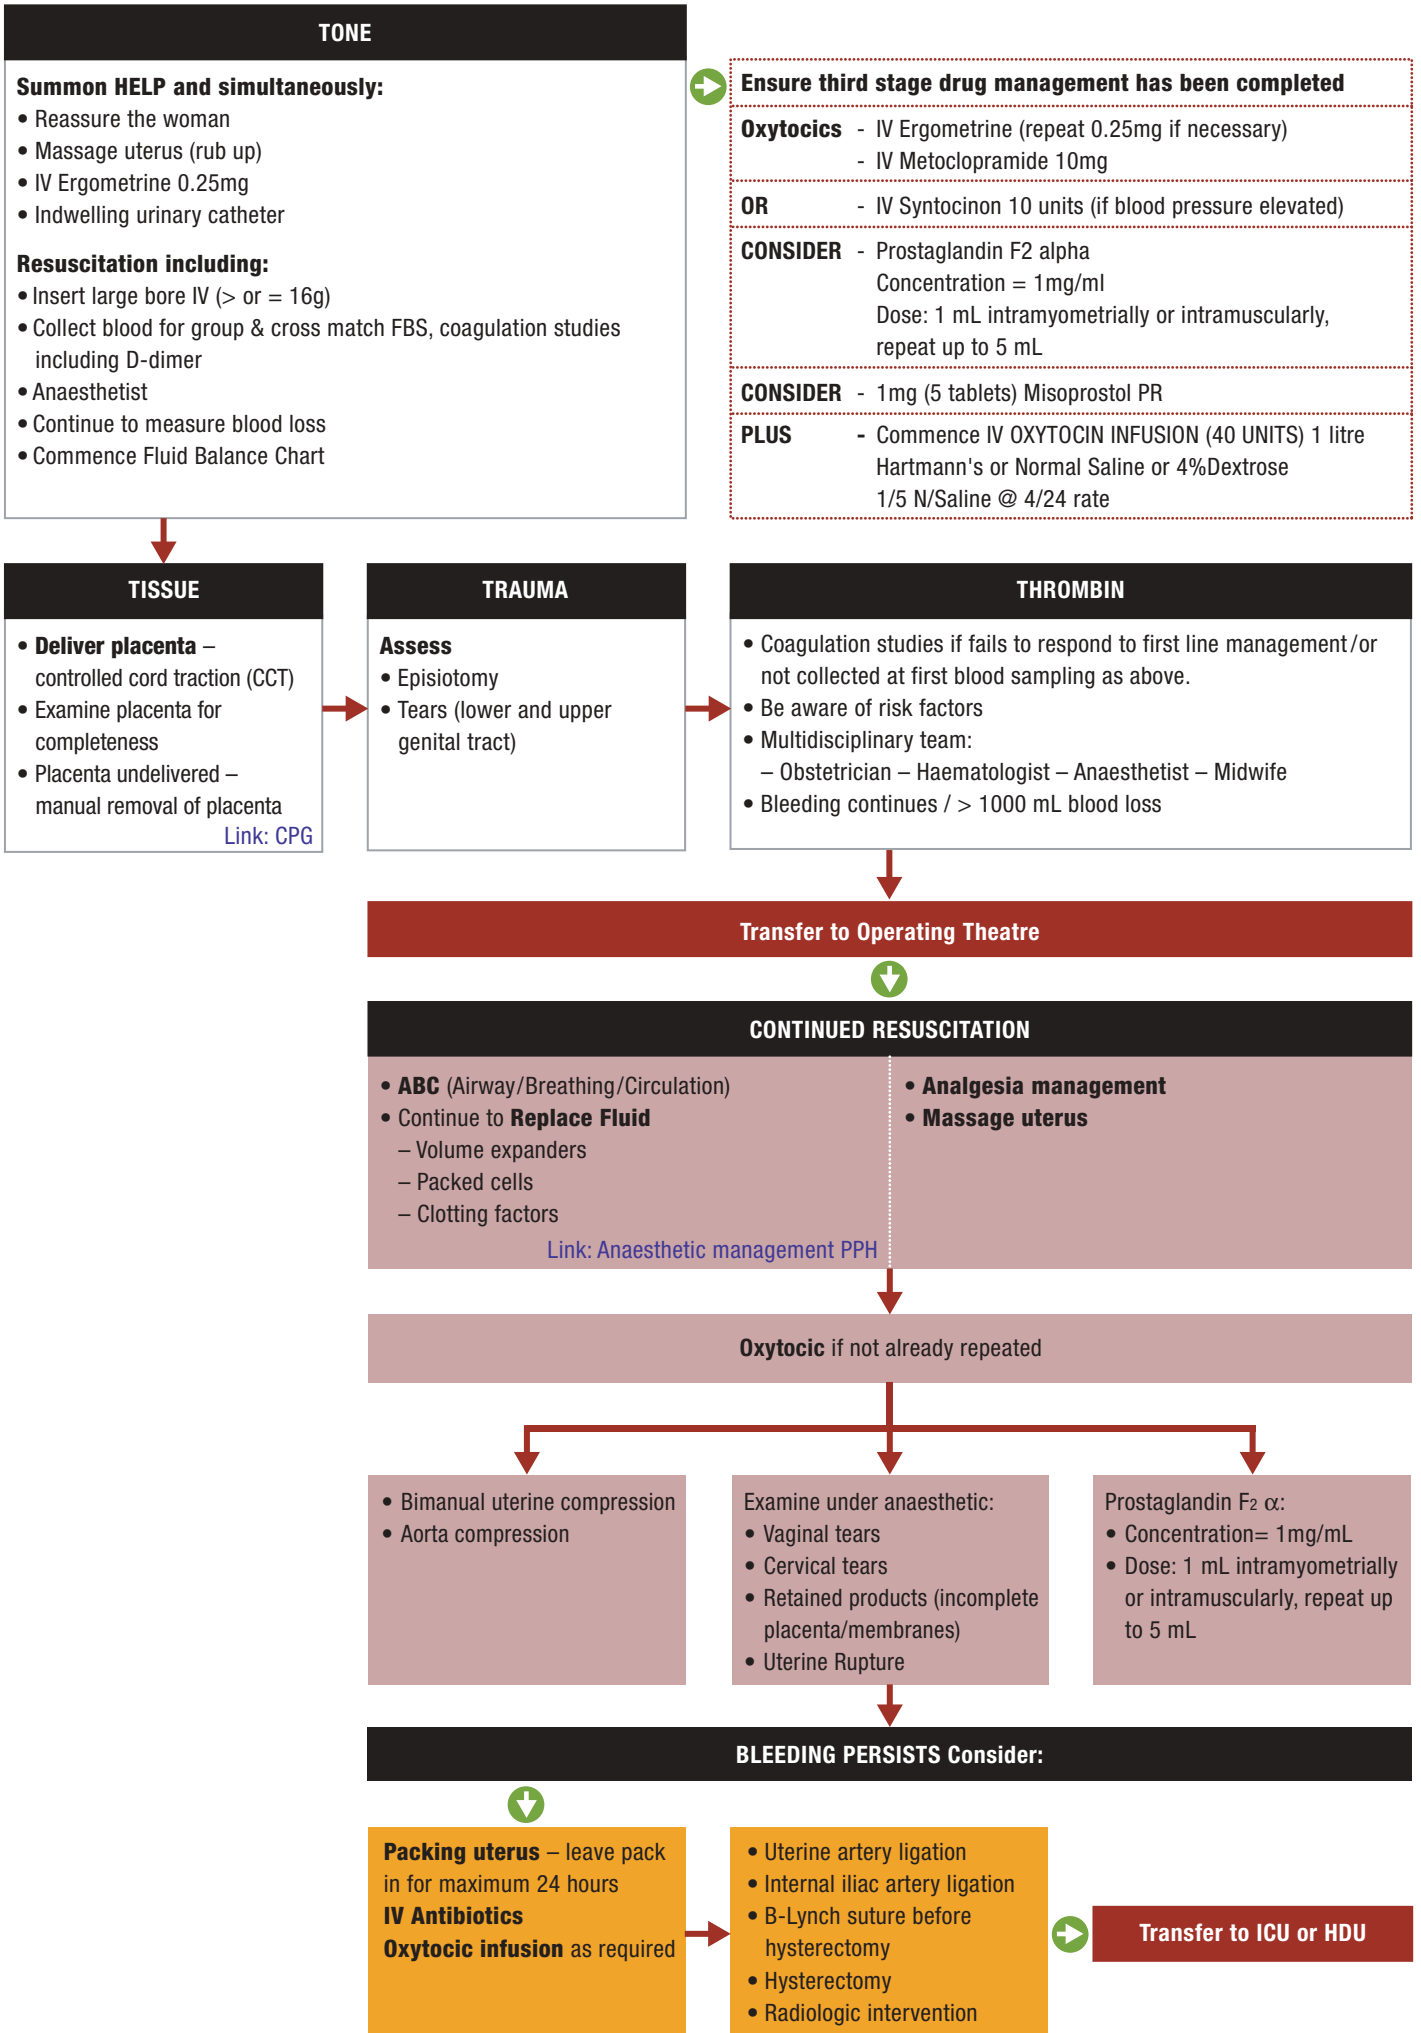 TONE
Summon HELP and simultaneously:
• Reassure the woman
• Massage uterus (rub up)
• IV Ergometrine 0.25mg
• Indwelling urinary catheter
Resuscitation including:
• Insert large bore IV (> or = 16g)
• Collect blood for group & cross match FBS, coagulation studies
including D-dimer
• Anaesthetist
• Continue to measure blood loss
• Commence Fluid Balance Chart
Ensure third stage drug management has been completed
Oxytocics - IV Ergometrine (repeat 0.25mg if necessary)
- IV Metoclopramide 10mg
OR - IV Syntocinon 10 units (if blood pressure elevated)
CONSIDER - Prostaglandin F2 alpha
Concentration = 1mg/ml
Dose: 1 mL intramyometrially or intramuscularly,
repeat up to 5 mL
CONSIDER - 1mg (5 tablets) Misoprostol PR
PLUS - Commence IV OXYTOCIN INFUSION (40 UNITS) 1 litre
Hartmann's or Normal Saline or 4%Dextrose
1/5 N/Saline @ 4/24 rate
TISSUE
• Deliver placenta –
controlled cord traction (CCT)
• Examine placenta for
completeness
• Placenta undelivered –
manual removal of placenta
Link: CPG
TRAUMA
Assess
• Episiotomy
• Tears (lower and upper
genital tract)
THROMBIN
• Coagulation studies if fails to respond to first line management/or
not collected at first blood sampling as above.
• Be aware of risk factors
• Multidisciplinary team:
– Obstetrician – Haematologist – Anaesthetist – Midwife
• Bleeding continues / > 1000 mL blood loss
Transfer to Operating Theatre
CONTINUED RESUSCITATION
• ABC (Airway/Breathing/Circulation)
• Continue to Replace Fluid
– Volume expanders
– Packed cells
– Clotting factors
Link: Anaesthetic management PPH
• Analgesia management
• Massage uterus
Oxytocic if not already repeated
• Bimanual uterine compression
• Aorta compression
Examine under anaesthetic:
• Vaginal tears
• Cervical tears
• Retained products (incomplete
placenta/membranes)
• Uterine Rupture
Prostaglandin F2 α:
• Concentration= 1mg/mL
• Dose: 1 mL intramyometrially
or intramuscularly, repeat up
to 5 mL
BLEEDING PERSISTS Consider:
Packing uterus – leave pack
in for maximum 24 hours
IV Antibiotics
Oxytocic infusion as required
• Uterine artery ligation
• Internal iliac artery ligation
• B-Lynch suture before
hysterectomy
• Hysterectomy
• Radiologic intervention
Transfer to ICU or HDU